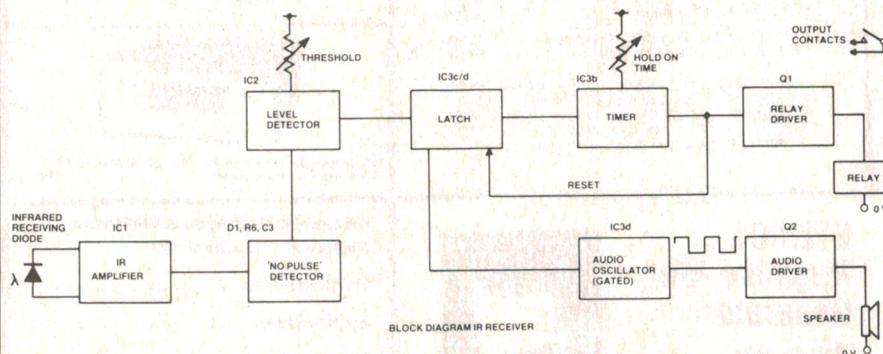 OUTPUT
CONTACTS
THRESHOLD
HOLD ON
TIME
IC2
IC3c/d
IC3b
Q1
LEVEL
DETECTOR
LATCH
TIMER
RELAY
DRIVER
RESET
RELAY
INFRARED
RECEIVING
DIODE
IC1
D1, R6, C3
IC3d
Q2
λ
IR
AMPLIFIER
'NO PULSE'
DETECTOR
AUDIO
OSCILLATOR
(GATED)
AUDIO
DRIVER
SPEAKER
BLOCK DIAGRAM IR RECEIVER
0V